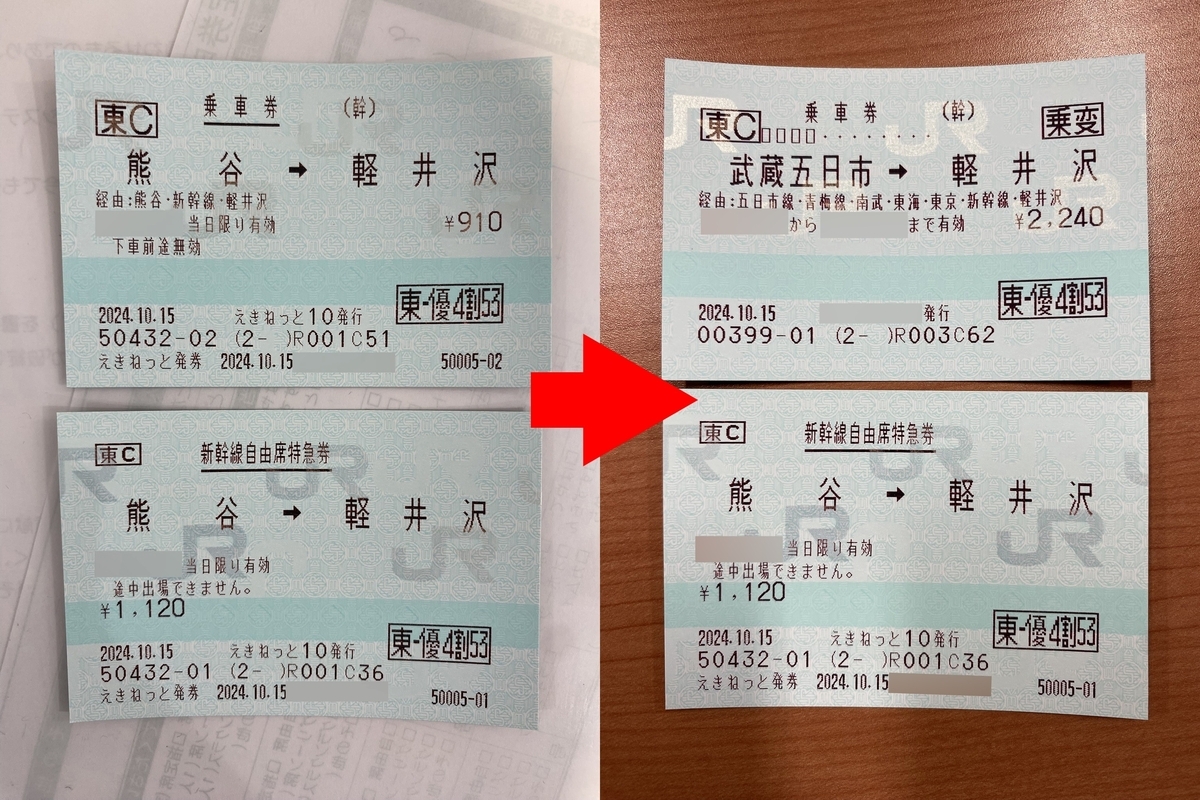 東C 乗車券 (幹)
熊谷 → 軽井沢
経由:熊谷・新幹線・軽井沢
当日限り有効 ¥910
下車前途無効
東-優4割53
2024.10.15 えきねっと10発行
50432-02 (2- )R001C51
えきねっと発券 2024.10.15 50005-02
東C 新幹線自由席特急券
熊谷 → 軽井沢
当日限り有効
途中出場できません。
¥1,120
東-優4割53
2024.10.15 えきねっと10発行
50432-01 (2- )R001C36
えきねっと発券 2024.10.15 50005-01
乗車券 (幹) 乗変
東C□□□□・・・・・・・・
武蔵五日市 → 軽井沢
経由:五日市線・青梅線・南武・東海・東京・新幹線・軽井沢
から まで有効 ¥2,240
東-優4割53
2024.10.15 発行
00399-01 (2- )R003C62
東C 新幹線自由席特急券
熊谷 → 軽井沢
当日限り有効
途中出場できません。
¥1,120
東-優4割53
2024.10.15 えきねっと10発行
50432-01 (2- )R001C36
えきねっと発券 2024.10.15 50005-01